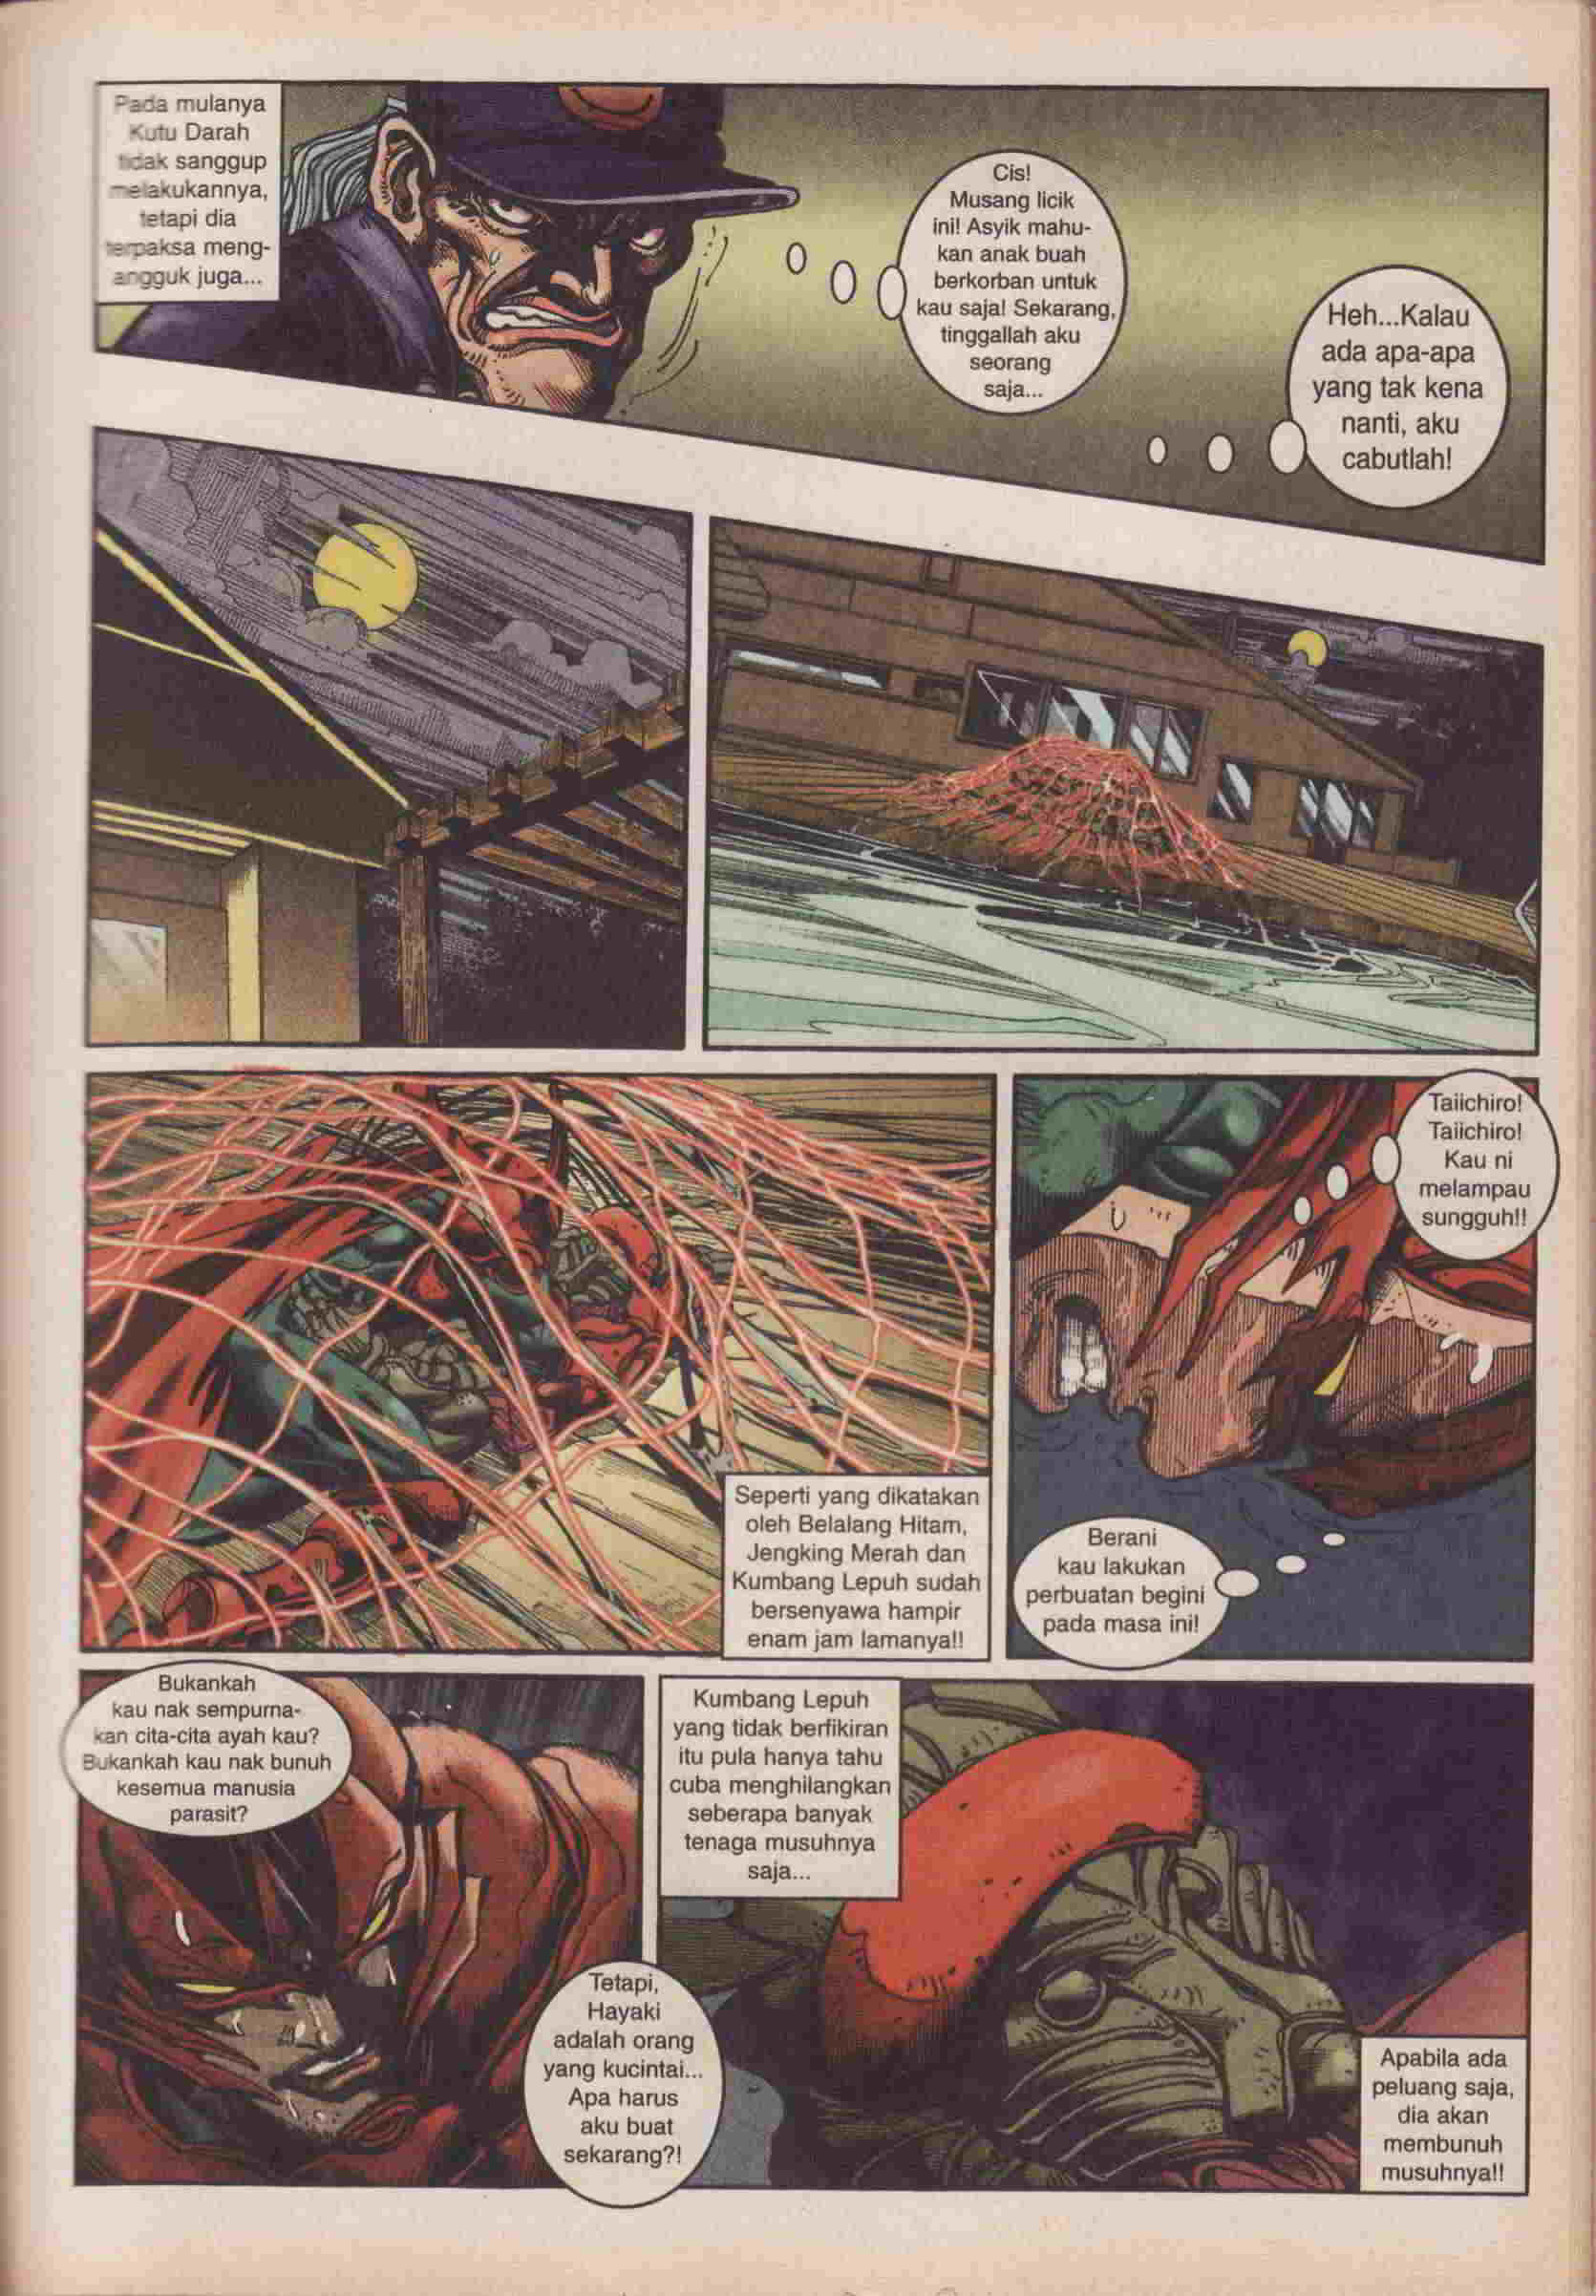 Pada mulanya
Kutu Darah
tidak sanggup
melakukannya,
tetapi dia
terpaksa meng-
angguk juga...
Cis!
Musang licik
ini! Asyik mahu-
kan anak buah
berkorban untuk
kau saja! Sekarang,
tinggallah aku
seorang
saja...
Heh...Kalau
ada apa-apa
yang tak kena
nanti, aku
cabutlah!
Seperti yang dikatakan
oleh Belalang Hitam,
Jengking Merah dan
Kumbang Lepuh sudah
bersenyawa hampir
enam jam lamanya!!
Taiichiro!
Taiichiro!
Kau ni
melampau
sungguh!!
Berani
kau lakukan
perbuatan begini
pada masa ini!
Bukankah
kau nak sempurna-
kan cita-cita ayah kau?
Bukankah kau nak bunuh
kesemua manusia
parasit?
Tetapi,
Hayaki
adalah orang
yang kucintai...
Apa harus
aku buat
sekarang?!
Kumbang Lepuh
yang tidak berfikiran
itu pula hanya tahu
cuba menghilangkan
seberapa banyak
tenaga musuhnya
saja...
Apabila ada
peluang saja,
dia akan
membunuh
musuhnya!!